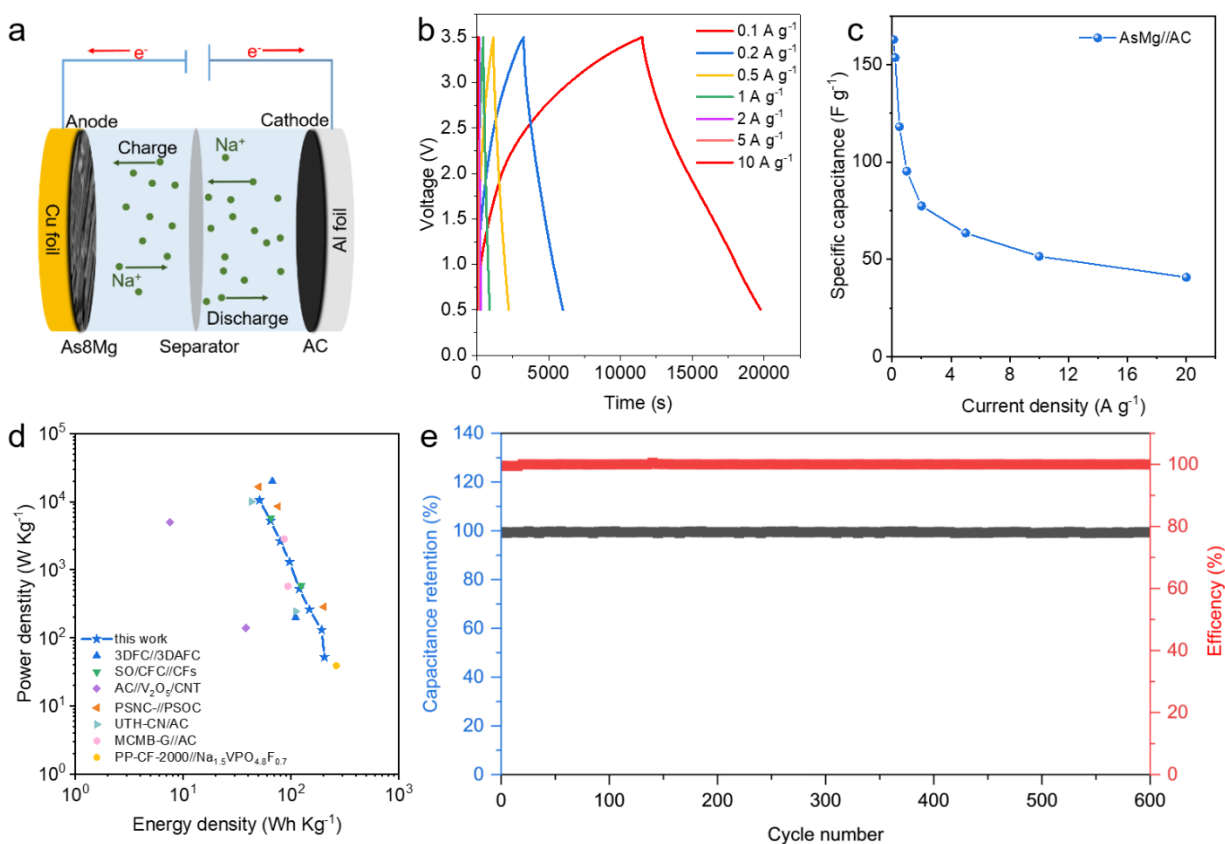 a
e⁻
e⁻
Anode
Cathode
Charge
Na⁺
Cu foil
Al foil
Na⁺
Discharge
As8Mg
Separator
AC
b
4.0
3.5
3.0
2.5
2.0
1.5
1.0
0.5
0.0
Voltage (V)
0.1 A g⁻¹
0.2 A g⁻¹
0.5 A g⁻¹
1 A g⁻¹
2 A g⁻¹
5 A g⁻¹
10 A g⁻¹
0
5000
10000
15000
20000
Time (s)
c
AsMg//AC
150
100
50
0
Specific capacitance (F g⁻¹)
0
4
8
12
16
20
Current density (A g⁻¹)
d
10⁵
10⁴
10³
10²
10¹
10⁰
Power denstity (W Kg⁻¹)
this work
3DFC//3DAFC
SO/CFC//CFs
AC//V₂O₅/CNT
PSNC-//PSOC
UTH-CN/AC
MCMB-G//AC
PP-CF-2000//Na₁.₅VPO₄.₈F₀.₇
10⁰
10¹
10²
10³
Energy density (Wh Kg⁻¹)
e
140
120
100
80
60
40
20
0
Capacitance retention (%)
100
80
60
40
20
0
Efficency (%)
0
100
200
300
400
500
600
Cycle number